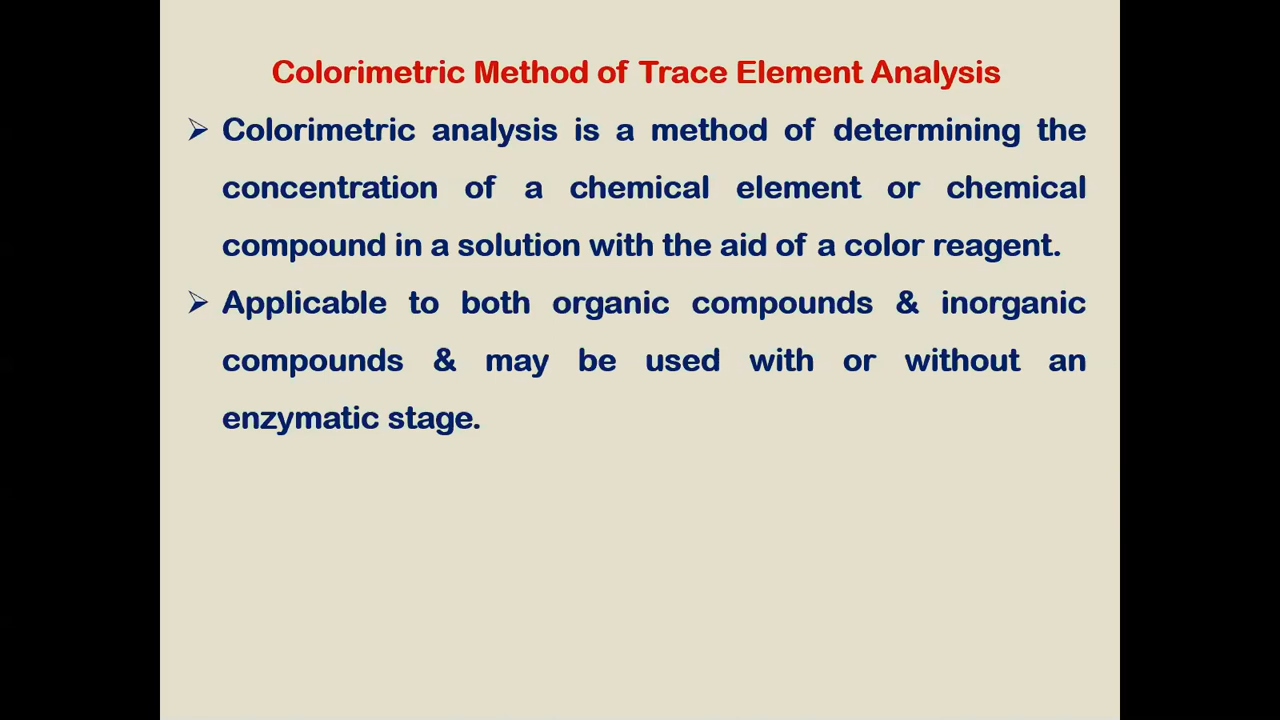 Colorimetric Method of Trace Element Analysis
➢ Colorimetric analysis is a method of determining the
concentration of a chemical element or chemical
compound in a solution with the aid of a color reagent.
➢ Applicable to both organic compounds & inorganic
compounds & may be used with or without an
enzymatic stage.